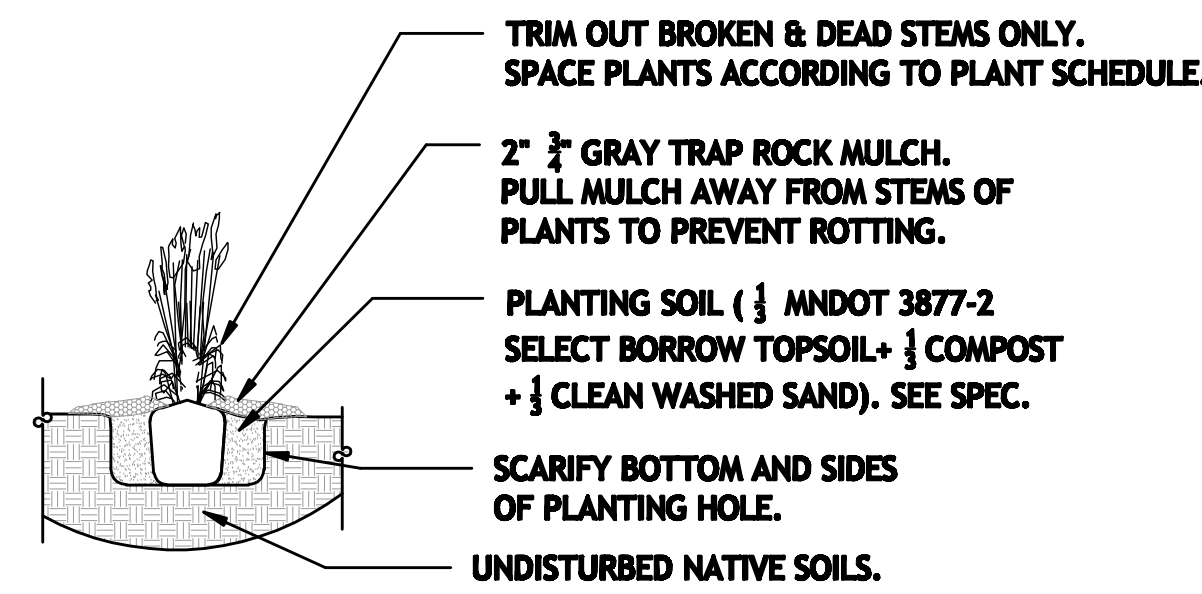 TRIM OUT BROKEN & DEAD STEMS ONLY.
SPACE PLANTS ACCORDING TO PLANT SCHEDULE.
2" 3/4" GRAY TRAP ROCK MULCH.
PULL MULCH AWAY FROM STEMS OF
PLANTS TO PREVENT ROTTING.
PLANTING SOIL ( 1/3 MNDOT 3877-2
SELECT BORROW TOPSOIL+ 1/3 COMPOST
+ 1/3 CLEAN WASHED SAND). SEE SPEC.
SCARIFY BOTTOM AND SIDES
OF PLANTING HOLE.
UNDISTURBED NATIVE SOILS.